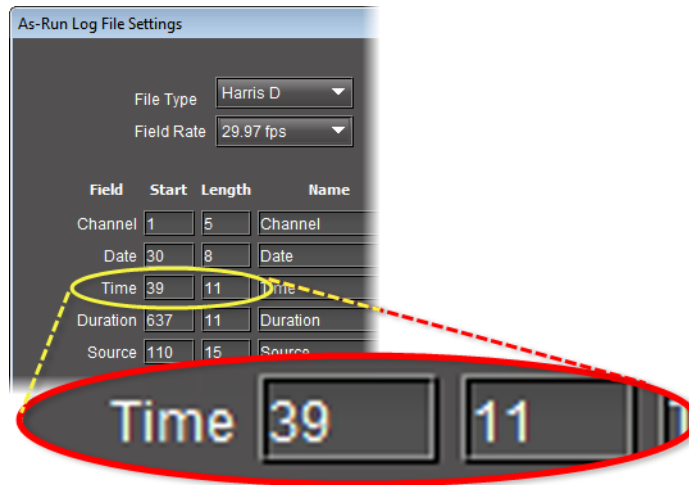 As-Run Log File Settings
File Type Harris D
Field Rate 29.97 fps
Field Start Length Name
Channel 1 5 Channel
Date 30 8 Date
Time 39 11 Time
Duration 637 11 Duration
Source 110 15 Source
Time 39 11